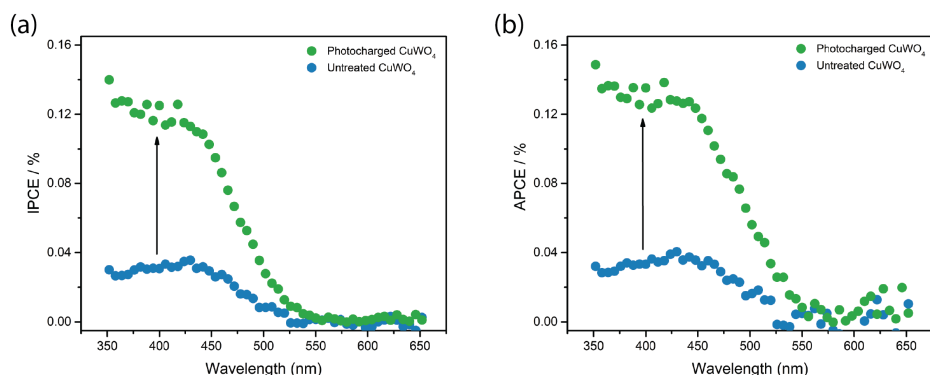 (a)
IPCE / %
0.16
0.12
0.08
0.04
0.00
Photocharged CuWO₄
Untreated CuWO₄
350 400 450 500 550 600 650
Wavelength (nm)
(b)
APCE / %
0.16
0.12
0.08
0.04
0.00
Photocharged CuWO₄
Untreated CuWO₄
350 400 450 500 550 600 650
Wavelength (nm)